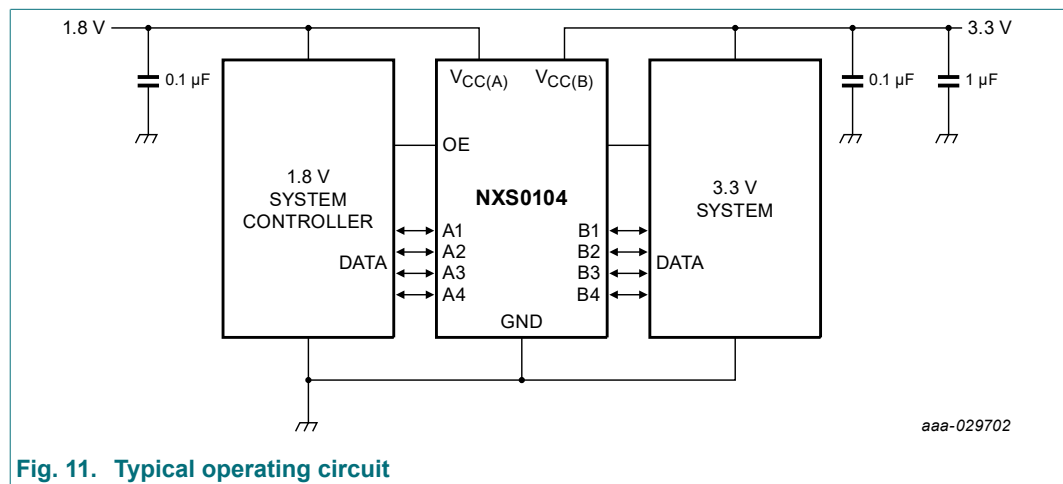 1.8 V
3.3 V
0.1 μF
VCC(A)
VCC(B)
0.1 μF
1 μF
OE
1.8 V
SYSTEM
CONTROLLER
NXS0104
3.3 V
SYSTEM
DATA
A1
A2
A3
A4
B1
B2
B3
B4
DATA
GND
aaa-029702
Fig. 11. Typical operating circuit